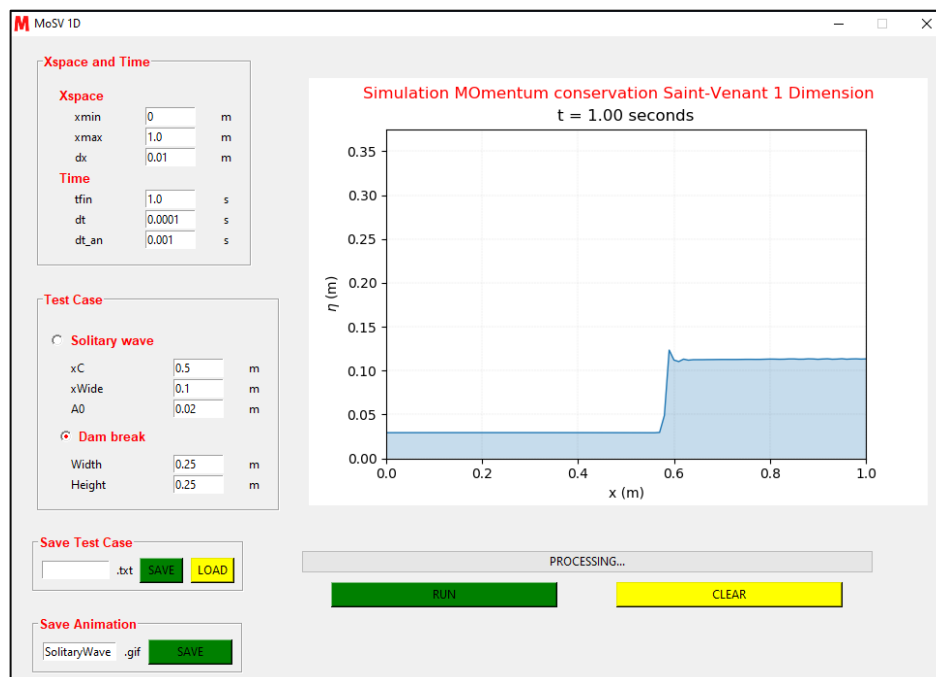 M MoSV 1D
Xspace and Time
Xspace
xmin 0 m
xmax 1.0 m
dx 0.01 m
Time
tfin 1.0 s
dt 0.0001 s
dt_an 0.001 s
Test Case
Solitary wave
xC 0.5 m
xWide 0.1 m
A0 0.02 m
Dam break
Width 0.25 m
Height 0.25 m
Save Test Case
.txt SAVE LOAD
Save Animation
SolitaryWave .gif SAVE
Simulation MOmentum conservation Saint-Venant 1 Dimension
t = 1.00 seconds
0.35
0.30
0.25
0.20
0.15
0.10
0.05
0.00
η (m)
0.0 0.2 0.4 0.6 0.8 1.0
x (m)
PROCESSING...
RUN CLEAR